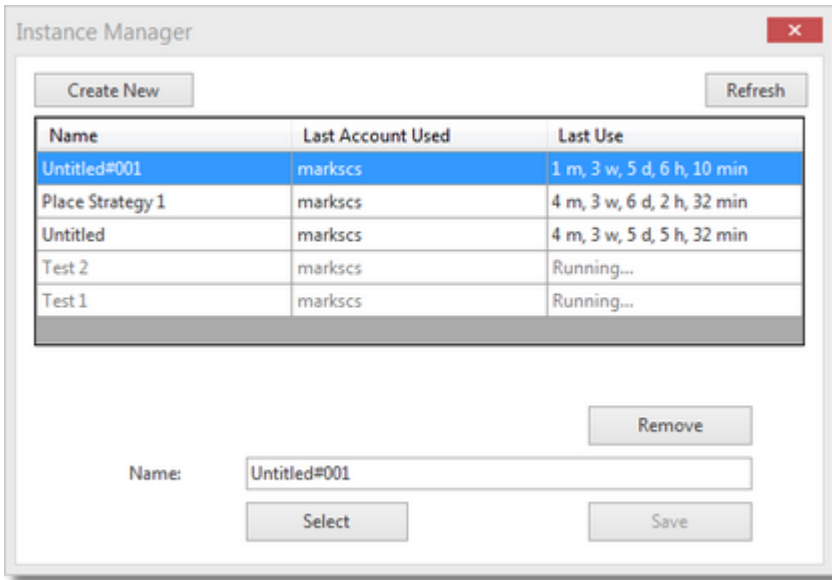 Instance Manager
Create New Refresh
Name Last Account Used Last Use
Untitled#001 markscs 1 m, 3 w, 5 d, 6 h, 10 min
Place Strategy 1 markscs 4 m, 3 w, 6 d, 2 h, 32 min
Untitled markscs 4 m, 3 w, 5 d, 5 h, 32 min
Test 2 markscs Running...
Test 1 markscs Running...
Remove
Name: Untitled#001
Select Save